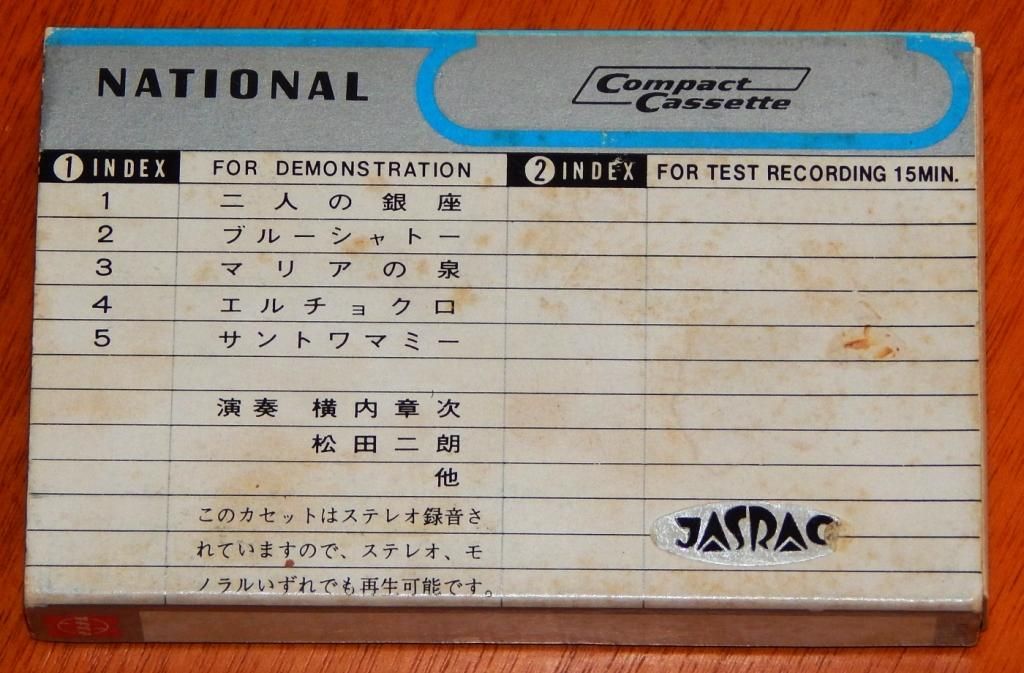 NATIONAL
Compact
Cassette
1 INDEX FOR DEMONSTRATION
1 二人の銀座
2 ブルーシャトー
3 マリアの泉
4 エルチョクロ
5 サントワマミー
演奏 横内章次
松田二朗
他
このカセットはステレオ録音さ
れていますので、ステレオ、モ
ノラルいずれでも再生可能です。
2 INDEX FOR TEST RECORDING 15MIN.
JASRAC